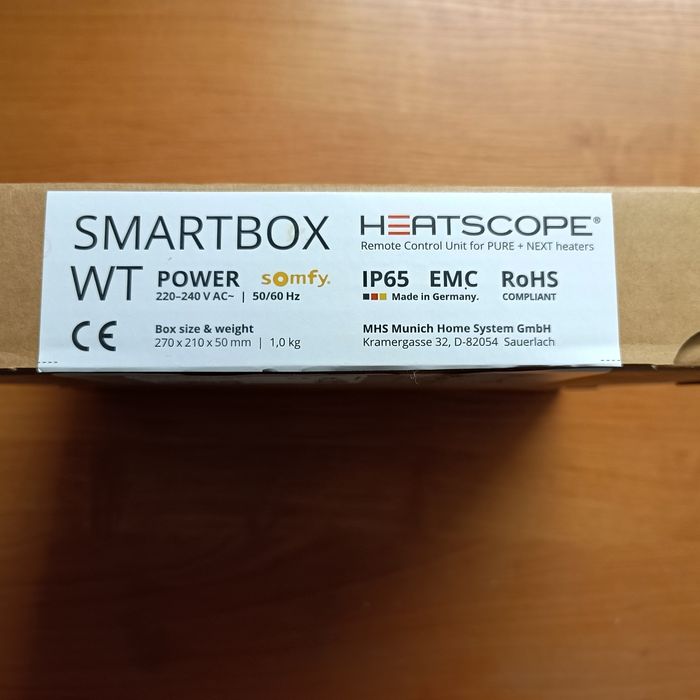 SMARTBOX
WT POWER somfy.
220–240 V AC~ | 50/60 Hz
CE
Box size & weight
270 x 210 x 50 mm | 1,0 kg
HEATSCOPE®
Remote Control Unit for PURE + NEXT heaters
IP65 EMC RoHS
Made in Germany. COMPLIANT
MHS Munich Home System GmbH
Kramergasse 32, D-82054 Sauerlach